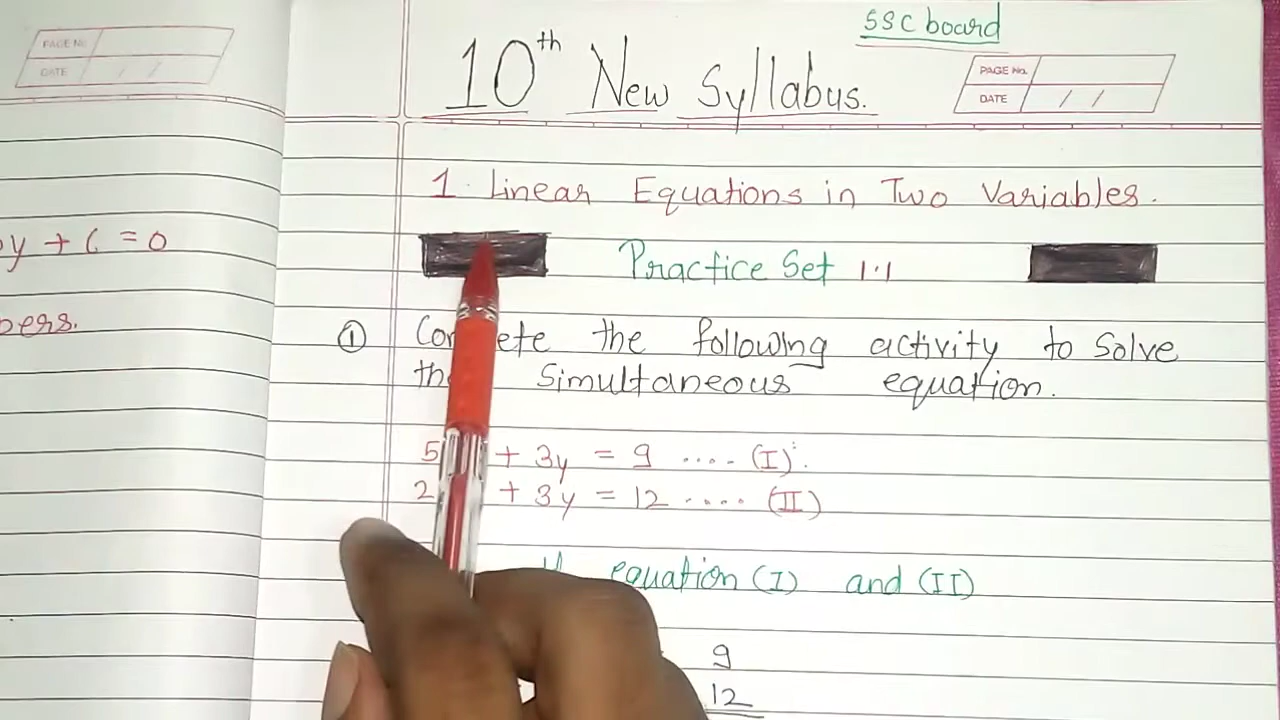 PAGE No.
DATE / /
y + C = 0
SSC board
10th New Syllabus.
PAGE No.
DATE / /
1. Linear Equations in Two Variables.
Practice Set 1.1
① the following activity to solve
simultaneous equation.
5 + 3y = 9 .... (I)
2 + 3y = 12 .... (II)
equation (I) and (II)
9
12